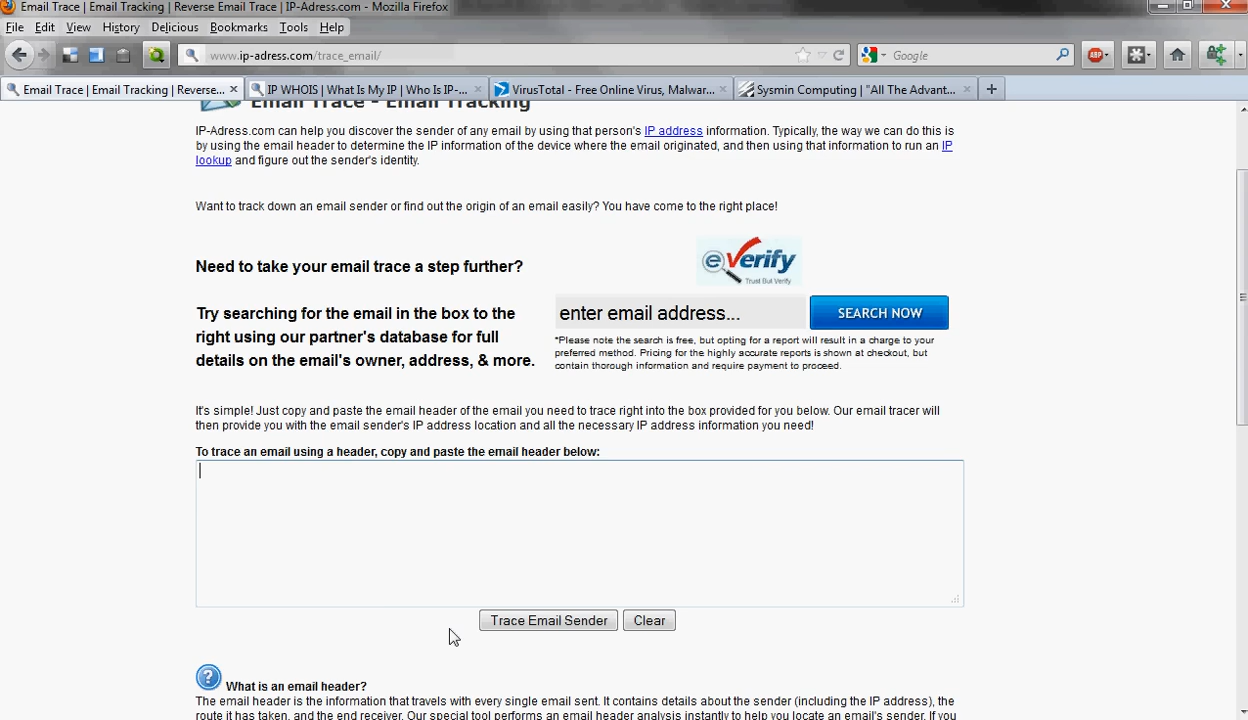 Email Trace | Email Tracking | Reverse Email Trace | IP-Adress.com - Mozilla Firefox
File Edit View History Delicious Bookmarks Tools Help
www.ip-adress.com/trace_email/ Google ABP
Email Trace | Email Tracking | Reverse... IP WHOIS | What Is My IP | Who Is IP-... VirusTotal - Free Online Virus, Malwar... Sysmin Computing | "All The Advant...
Email Trace - Email Tracking
IP-Adress.com can help you discover the sender of any email by using that person's IP address information. Typically, the way we can do this is
by using the email header to determine the IP information of the device where the email originated, and then using that information to run an IP
lookup and figure out the sender's identity.
Want to track down an email sender or find out the origin of an email easily? You have come to the right place!
eVerify
Trust But Verify
Need to take your email trace a step further?
Try searching for the email in the box to the
right using our partner's database for full
details on the email's owner, address, & more.
enter email address... SEARCH NOW
*Please note the search is free, but opting for a report will result in a charge to your
preferred method. Pricing for the highly accurate reports is shown at checkout, but
contain thorough information and require payment to proceed.
It's simple! Just copy and paste the email header of the email you need to trace right into the box provided for you below. Our email tracer will
then provide you with the email sender's IP address location and all the necessary IP address information you need!
To trace an email using a header, copy and paste the email header below:
Trace Email Sender Clear
? What is an email header?
The email header is the information that travels with every single email sent. It contains details about the sender (including the IP address), the
route it has taken, and the end receiver. Our special tool performs an email header analysis instantly to help you locate an email's sender. If you